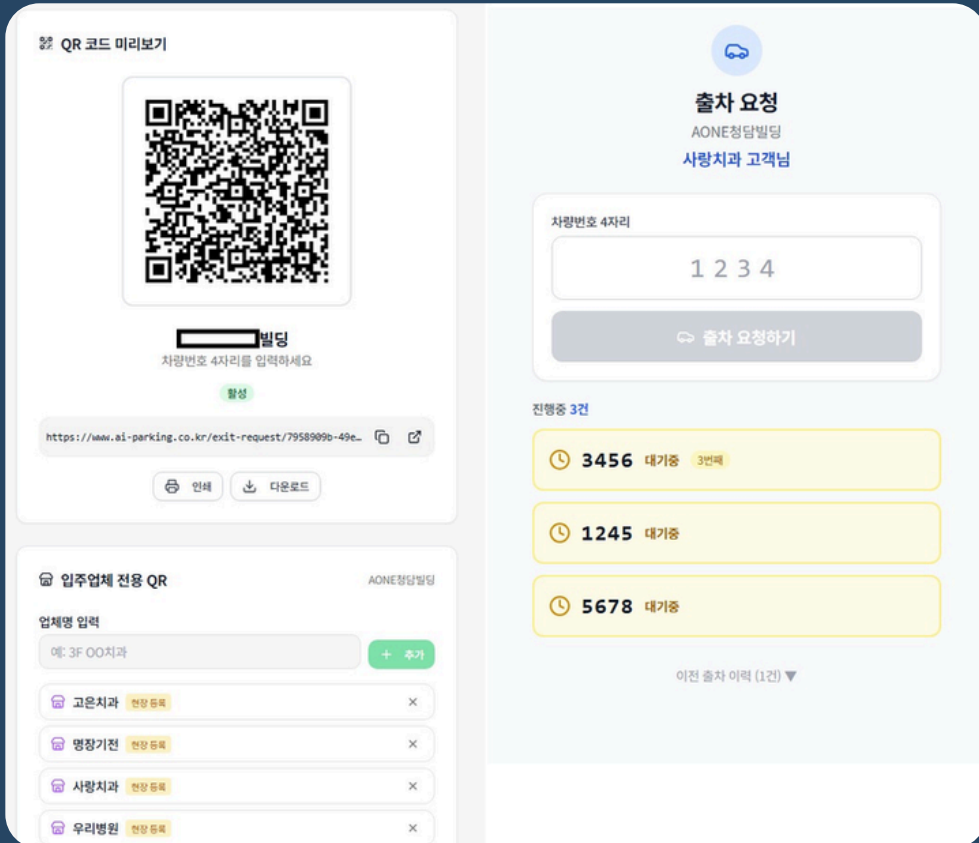 QR 코드 미리보기
빌딩
차량번호 4자리를 입력하세요
활성
https://www.ai-parking.co.kr/exit-request/7958909b-49e…
인쇄
다운로드
입주업체 전용 QR
AONE청담빌딩
업체명 입력
예: 3F OO치과
+ 추가
고은치과 현장등록
명장기전 현장등록
사랑치과 현장등록
우리병원 현장등록
출차 요청
AONE청담빌딩
사랑치과 고객님
차량번호 4자리
1234
출차 요청하기
진행중 3건
3456 대기중 3번째
1245 대기중
5678 대기중
이전 출차 이력 (1건) ▼